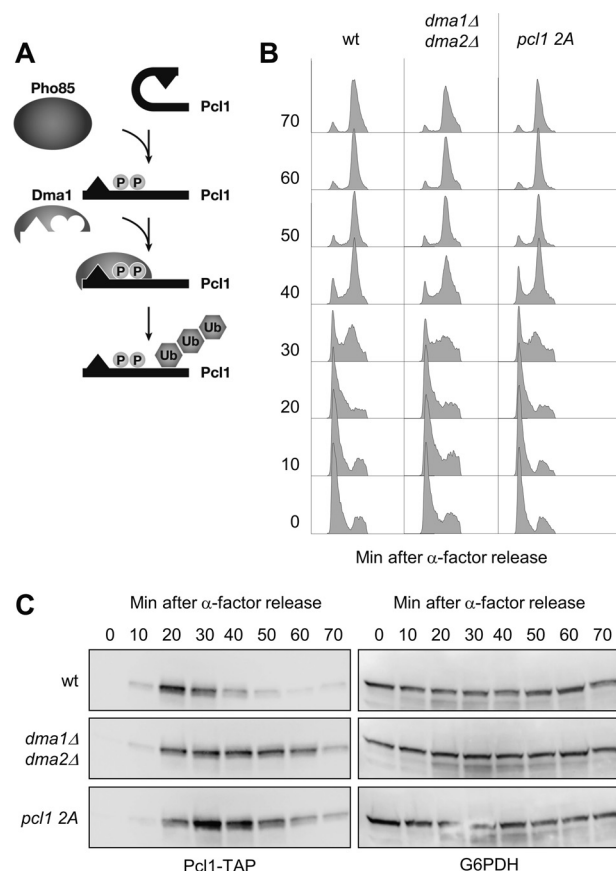 A
Pho85
Pcl1
P P
Pcl1
Dma1
P P
Pcl1
Ub
Ub
Ub
P P
Pcl1
B
wt
dma1Δ
dma2Δ
pcl1 2A
70
60
50
40
30
20
10
0
Min after α-factor release
C
Min after α-factor release
Min after α-factor release
0 10 20 30 40 50 60 70
0 10 20 30 40 50 60 70
wt
dma1Δ
dma2Δ
pcl1 2A
Pcl1-TAP
G6PDH